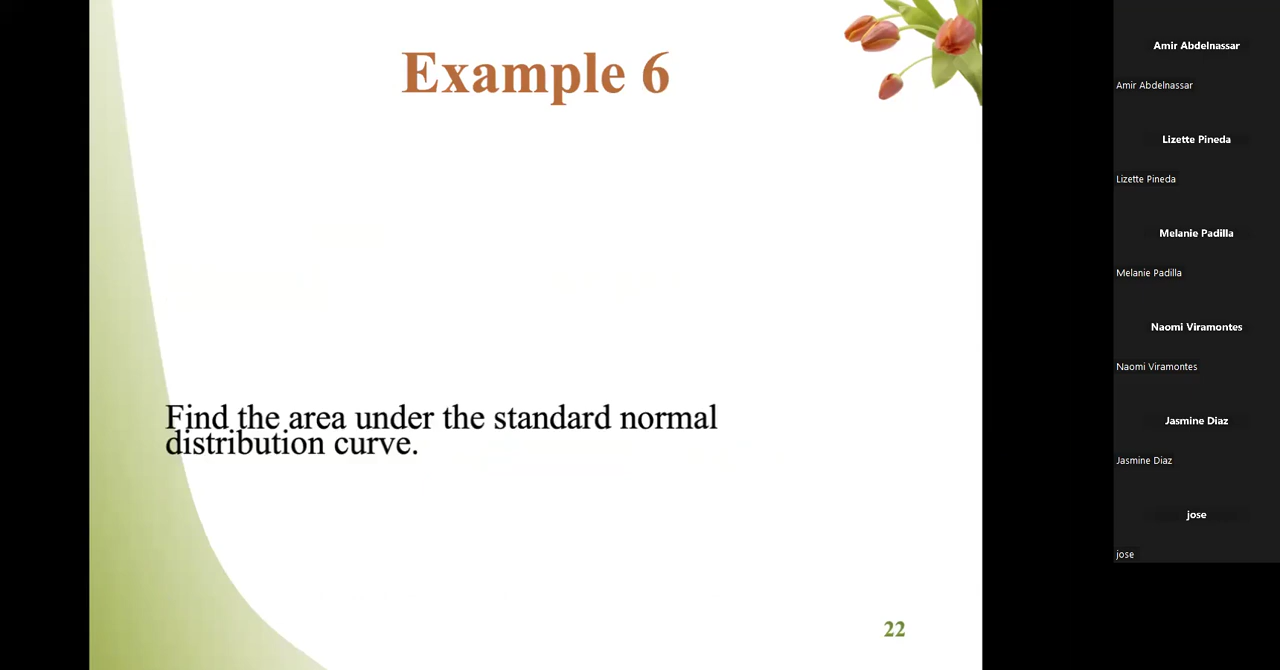 Example 6
Find the area under the standard normal
distribution curve.
22
Amir Abdelnassar
Amir Abdelnassar
Lizette Pineda
Lizette Pineda
Melanie Padilla
Melanie Padilla
Naomi Viramontes
Naomi Viramontes
Jasmine Diaz
Jasmine Diaz
jose
jose